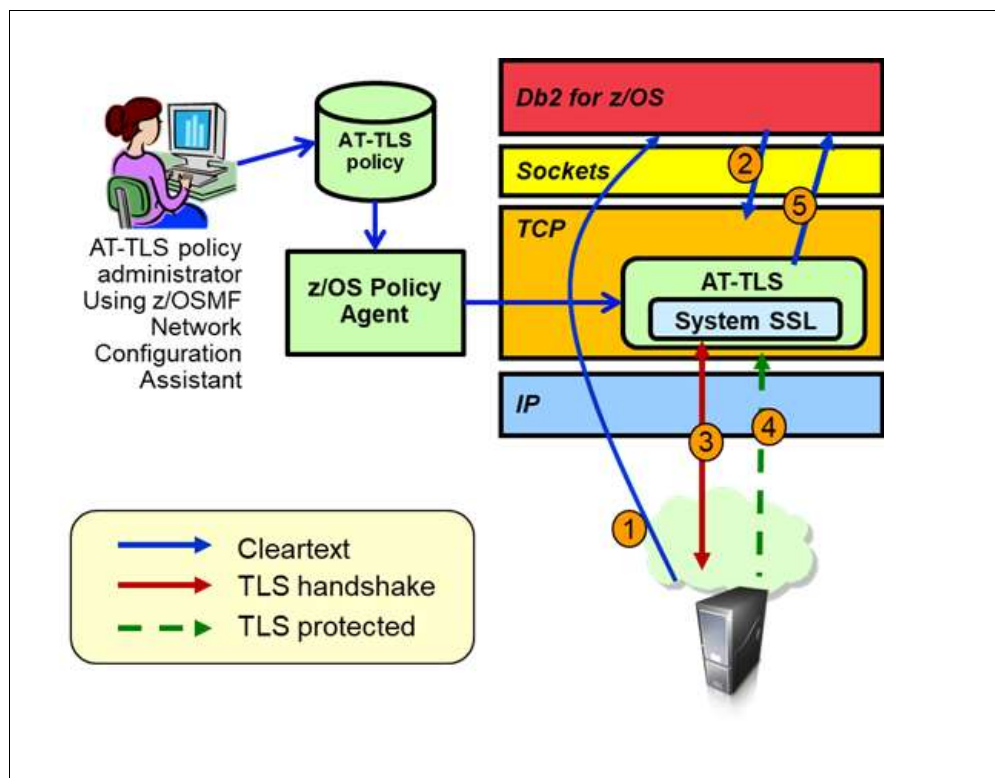 Db2 for z/OS
AT-TLS
policy
2
Sockets
5
TCP
AT-TLS policy
administrator
Using z/OSMF
Network
Configuration
Assistant
z/OS Policy
Agent
AT-TLS
System SSL
IP
3
4
1
Cleartext
TLS handshake
TLS protected